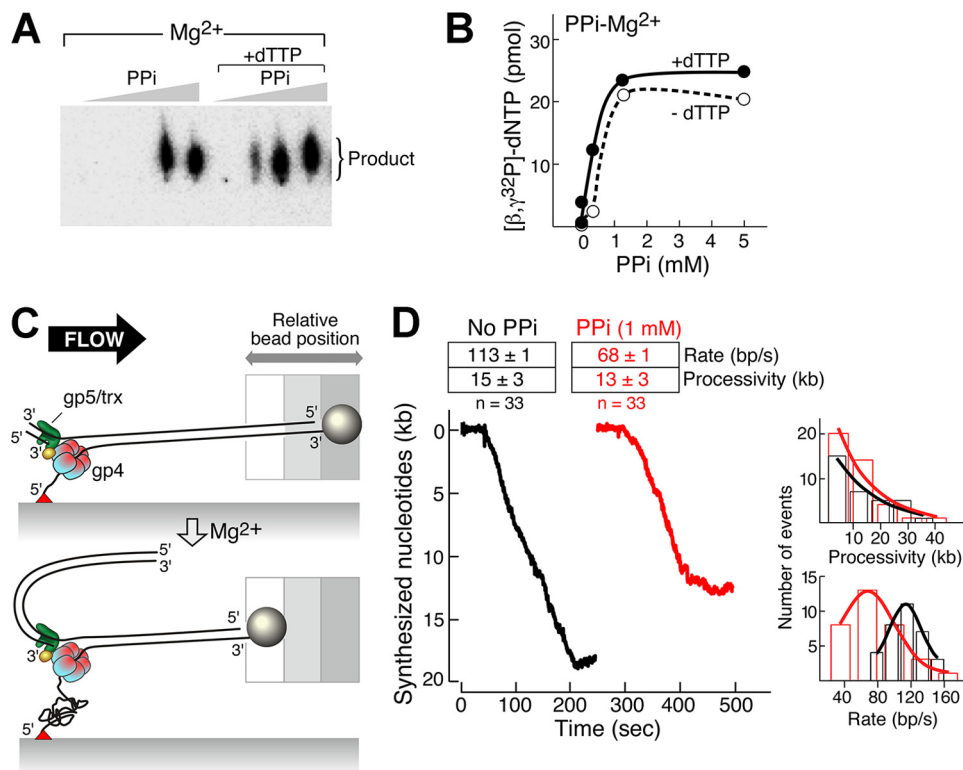 A
Mg2+
+dTTP
PPi
PPi
Product
B
PPi-Mg2+
[β,γ32P]-dNTP (pmol)
30
20
10
+dTTP
- dTTP
0 1 2 3 4 5
PPi (mM)
C
FLOW
Relative
bead position
3'
gp5/trx
5'
3'
5'
3'
gp4
5'
Mg2+
5'
3'
5'
3'
3'
5'
D
No PPi
PPi (1 mM)
113 ± 1
68 ± 1
Rate (bp/s)
15 ± 3
13 ± 3
Processivity (kb)
n = 33
n = 33
Synthesized nucleotides (kb)
0
5
10
15
20
0 100 200 300 400 500
Time (sec)
Number of events
20
10
10 20 30 40
Processivity (kb)
15
10
5
40 80 120 160
Rate (bp/s)